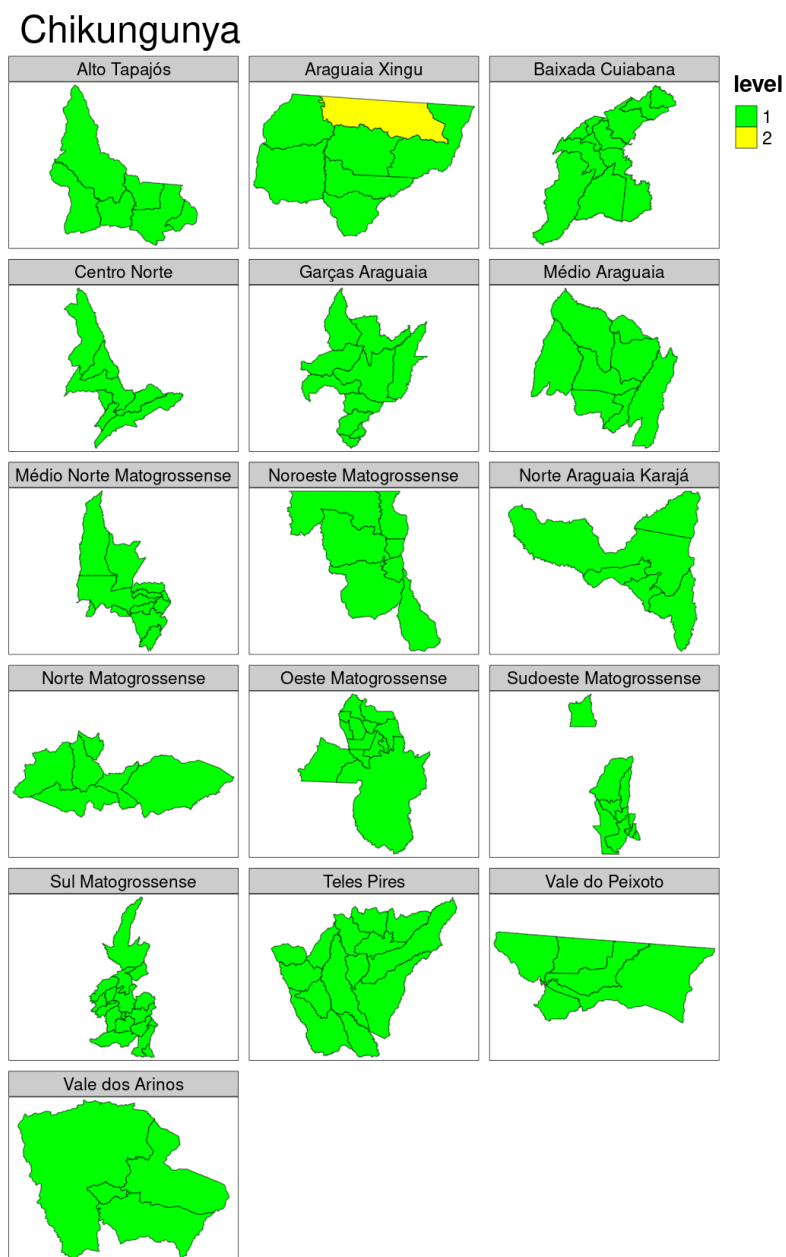 Chikungunya
Alto Tapajós
Araguaia Xingu
Baixada Cuiabana
level
1
2
Centro Norte
Garças Araguaia
Médio Araguaia
Médio Norte Matogrossense
Noroeste Matogrossense
Norte Araguaia Karajá
Norte Matogrossense
Oeste Matogrossense
Sudoeste Matogrossense
Sul Matogrossense
Teles Pires
Vale do Peixoto
Vale dos Arinos